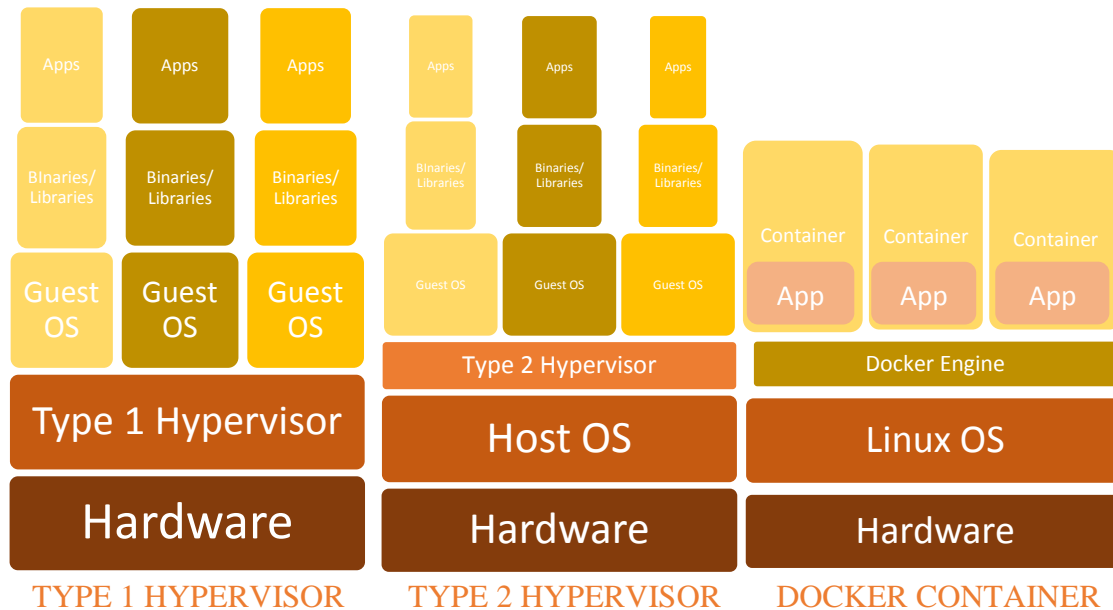 Apps
Apps
Apps
BInaries/
Libraries
Binaries/
Libraries
Binaries/
Libraries
Guest
OS
Guest
OS
Guest
OS
Type 1 Hypervisor
Hardware
TYPE 1 HYPERVISOR
Apps
Apps
Apps
BInaries/
Libraries
Binaries/
Libraries
Binaries/
Libraries
Guest OS
Guest OS
Guest OS
Type 2 Hypervisor
Host OS
Hardware
TYPE 2 HYPERVISOR
Container
App
Container
App
Container
App
Docker Engine
Linux OS
Hardware
DOCKER CONTAINER